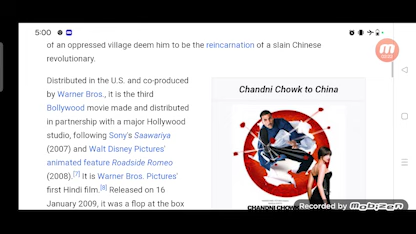 5:00
of an oppressed village deem him to be the reincarnation of a slain Chinese
revolutionary.
Distributed in the U.S. and co-produced
by Warner Bros., it is the third
Bollywood movie made and distributed
in partnership with a major Hollywood
studio, following Sony's Saawariya
(2007) and Walt Disney Pictures'
animated feature Roadside Romeo
(2008).[7] It is Warner Bros. Pictures'
first Hindi film.[8] Released on 16
January 2009, it was a flop at the box
Chandni Chowk to China
CHANDNI CHOWK
Recorded by Mobizen